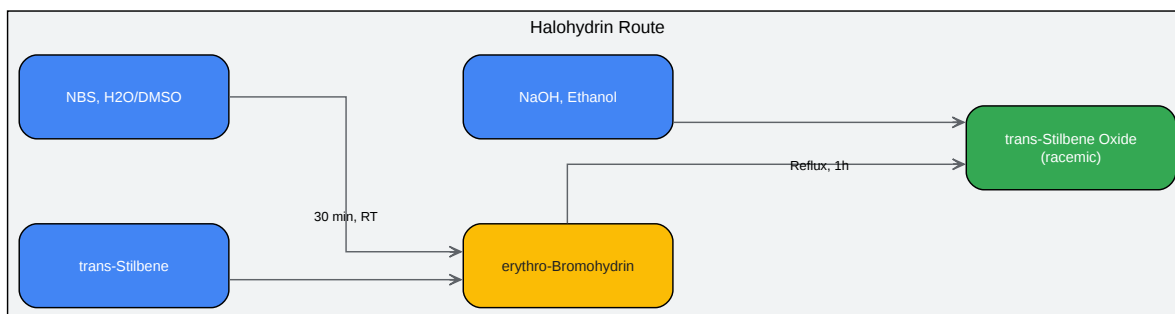 Halohydrin Route
NBS, H2O/DMSO
NaOH, Ethanol
trans-Stilbene Oxide
(racemic)
Reflux, 1h
30 min, RT
trans-Stilbene
erythro-Bromohydrin